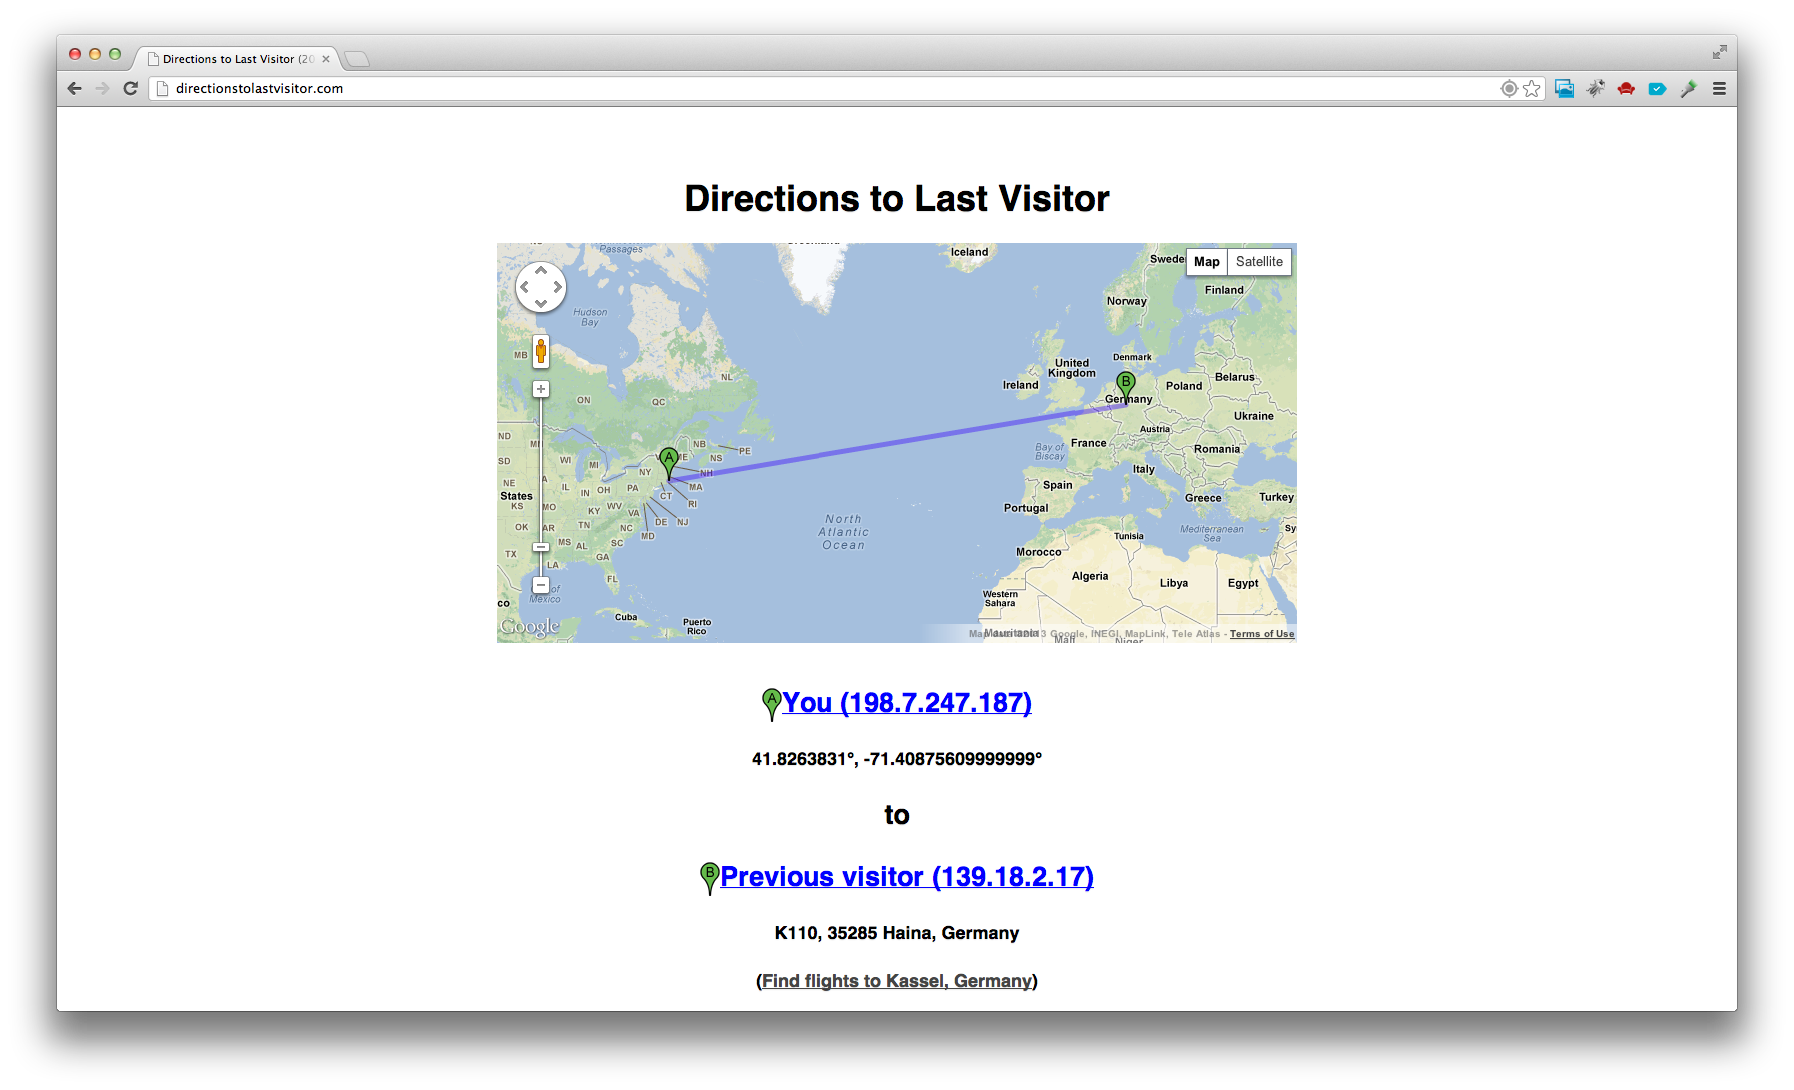 Directions to Last Visitor (20
directionstolastvisitor.com
Directions to Last Visitor
Map Satellite
Passages
Iceland
Sweden
Finland
Norway
Hudson
Bay
MB
NL
ON
QC
Denmark
United
Kingdom
Ireland
B
Germany
Poland
Belarus
Ukraine
Austria
France
Bay of
Biscay
Romania
Italy
Spain
Portugal
Greece
Turkey
Mediterranean
Sea
Tunisia
Morocco
Algeria
Libya
Egypt
Western
Sahara
Mauritania
Mali
Niger
ND
SD
NE
States
KS
OK
TX
WI
MI
IA
IL
IN
OH
PA
NY
A
ME
NB
NS
PE
NH
MA
CT
RI
NJ
DE
MD
MO
KY
WV
VA
AR
TN
NC
MS
AL
SC
GA
LA
FL
of
Mexico
co
Cuba
Puerto
Rico
North
Atlantic
Ocean
Google
Map data ©2013 Google, INEGI, MapLink, Tele Atlas - Terms of Use
A You (198.7.247.187)
41.8263831°, -71.40875609999999°
to
B Previous visitor (139.18.2.17)
K110, 35285 Haina, Germany
(Find flights to Kassel, Germany)